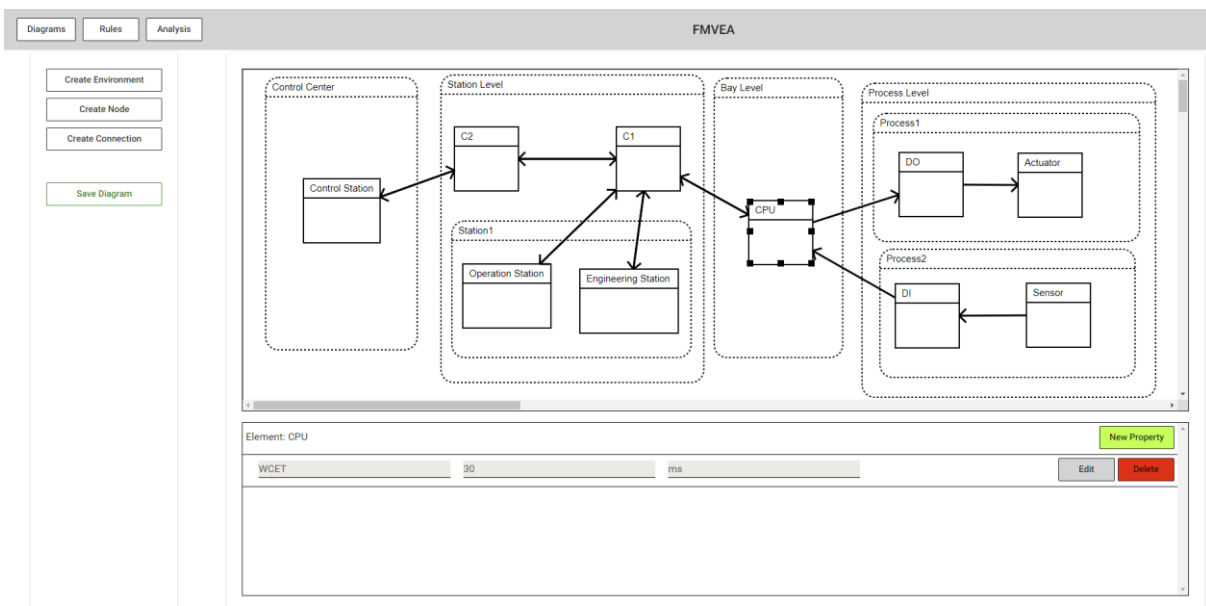 Diagrams Rules Analysis FMVEA
Create Environment
Create Node
Create Connection
Save Diagram
Control Center
Control Station
Station Level
C2
C1
Station1
Operation Station
Engineering Station
Bay Level
CPU
Process Level
Process1
DO
Actuator
Process2
DI
Sensor
Element: CPU New Property
WCET 30 ms Edit Delete